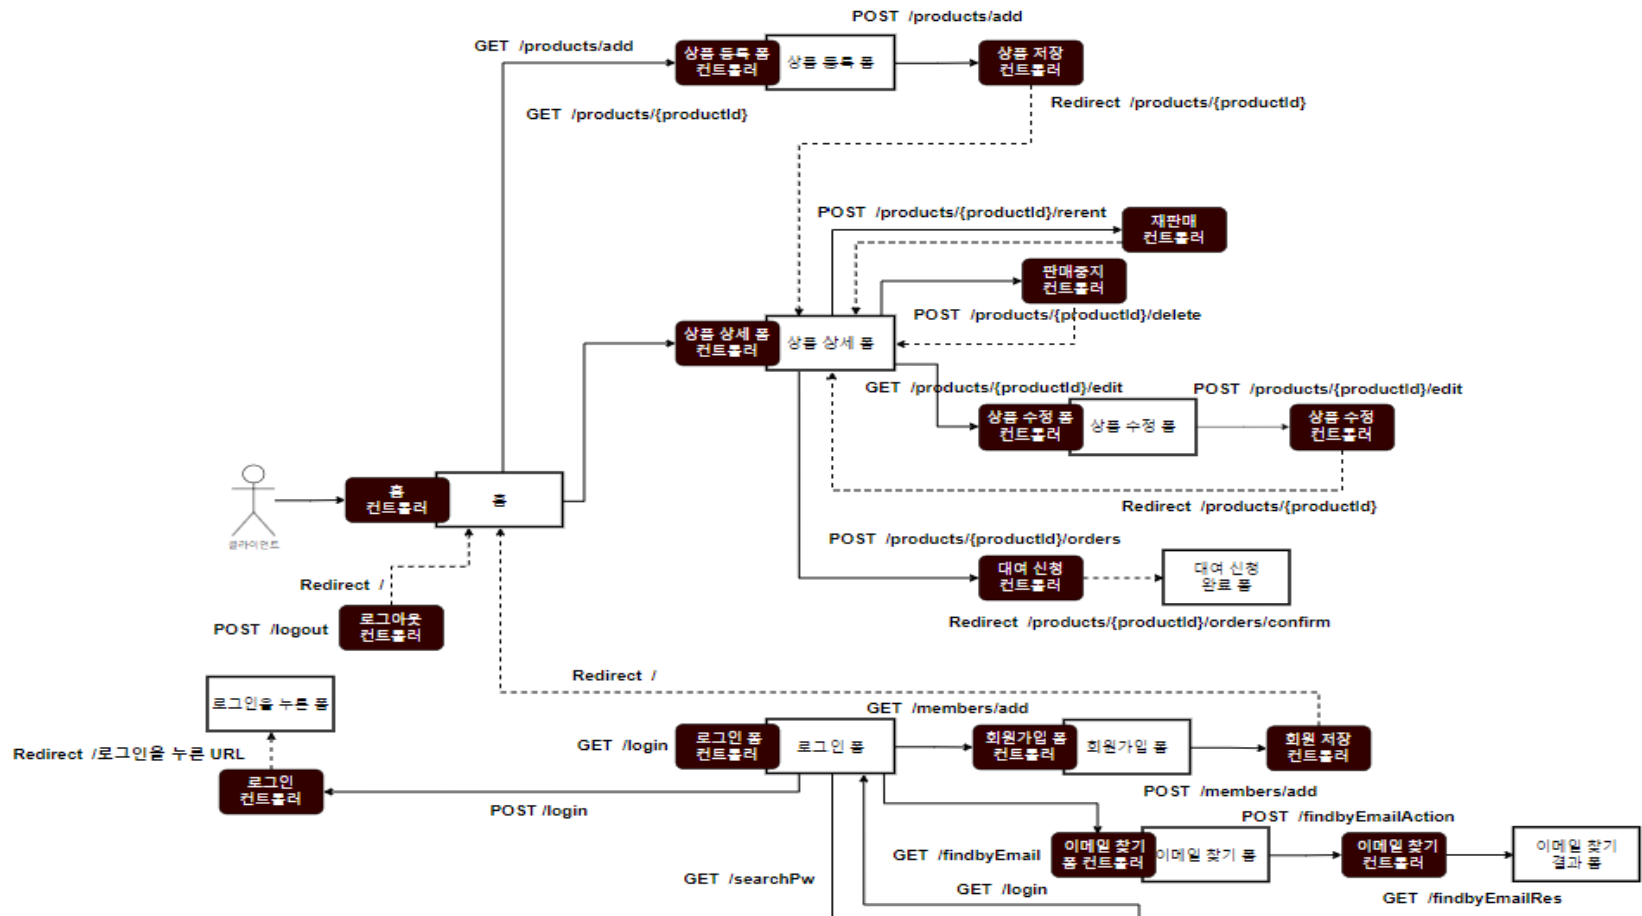 POST /products/add
GET /products/add
상품 등록 폼
컨트롤러
상품 등록 폼
상품 저장
컨트롤러
Redirect /products/{productId}
GET /products/{productId}
POST /products/{productId}/rerent
재판매
컨트롤러
판매중지
컨트롤러
POST /products/{productId}/delete
상품 상세 폼
컨트롤러
상품 상세 폼
GET /products/{productId}/edit
POST /products/{productId}/edit
상품 수정 폼
컨트롤러
상품 수정 폼
상품 수정
컨트롤러
Redirect /products/{productId}
클라이언트
홈
컨트롤러
홈
POST /products/{productId}/orders
대여 신청
컨트롤러
대여 신청
완료 폼
Redirect /products/{productId}/orders/confirm
Redirect /
POST /logout
로그아웃
컨트롤러
Redirect /
로그인을 누른 폼
Redirect /로그인을 누른 URL
로그인
컨트롤러
POST /login
GET /login
로그인 폼
컨트롤러
로그인 폼
GET /members/add
회원가입 폼
컨트롤러
회원가입 폼
회원 저장
컨트롤러
POST /members/add
POST /findbyEmailAction
GET /findbyEmail
이메일 찾기
폼 컨트롤러
이메일 찾기 폼
이메일 찾기
컨트롤러
이메일 찾기
결과 폼
GET /findbyEmailRes
GET /searchPw
GET /login